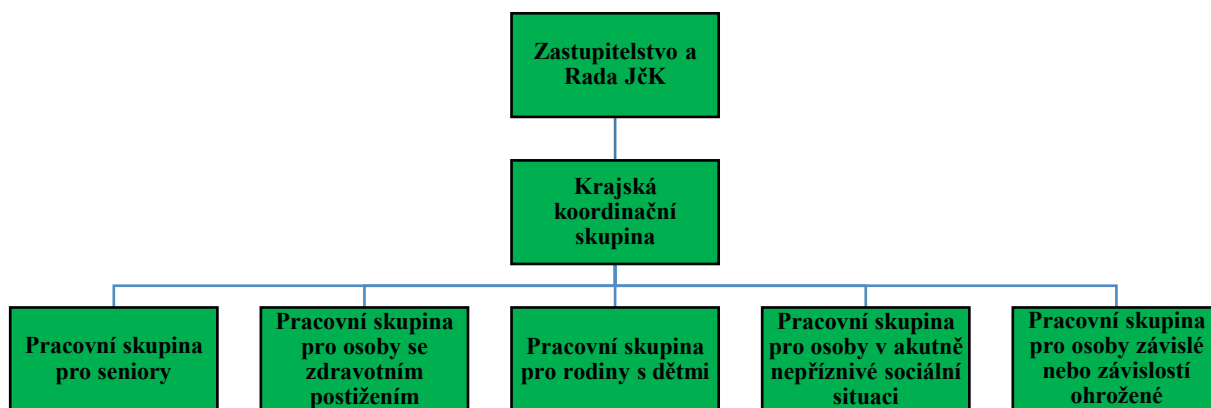 Zastupitelstvo a
Rada JčK
Krajská
koordinační
skupina
Pracovní skupina
pro seniory
Pracovní skupina
pro osoby se
zdravotním
postižením
Pracovní skupina
pro rodiny s dětmi
Pracovní skupina
pro osoby v akutně
nepříznivé sociální
situaci
Pracovní skupina
pro osoby závislé
nebo závislostí
ohrožené